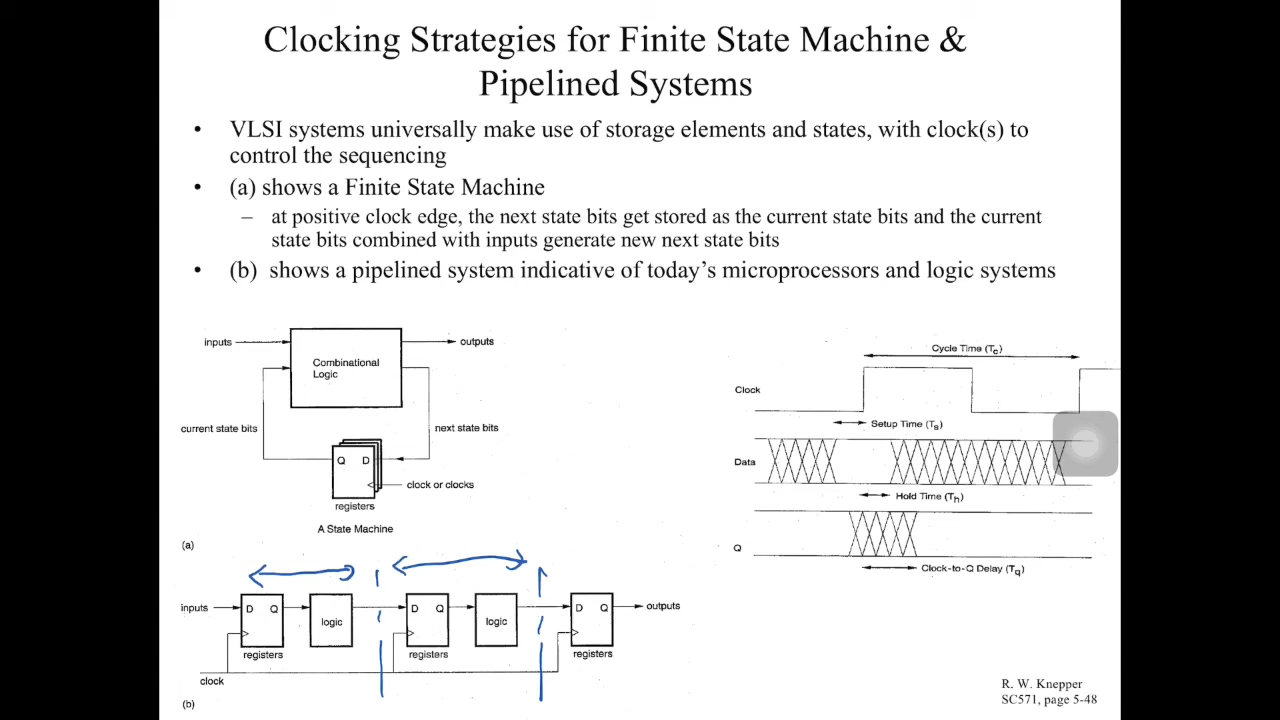 Clocking Strategies for Finite State Machine &
Pipelined Systems
• VLSI systems universally make use of storage elements and states, with clock(s) to
control the sequencing
• (a) shows a Finite State Machine
– at positive clock edge, the next state bits get stored as the current state bits and the current
state bits combined with inputs generate new next state bits
• (b) shows a pipelined system indicative of today's microprocessors and logic systems
inputs
outputs
Combinational
Logic
current state bits
next state bits
Q D
clock or clocks
registers
A State Machine
(a)
inputs
D Q
logic
D Q
logic
D Q
outputs
registers
registers
registers
clock
(b)
Cycle Time (Tc)
Clock
Setup Time (Ts)
Data
Hold Time (Th)
Q
Clock-to-Q Delay (Tq)
R. W. Knepper
SC571, page 5-48